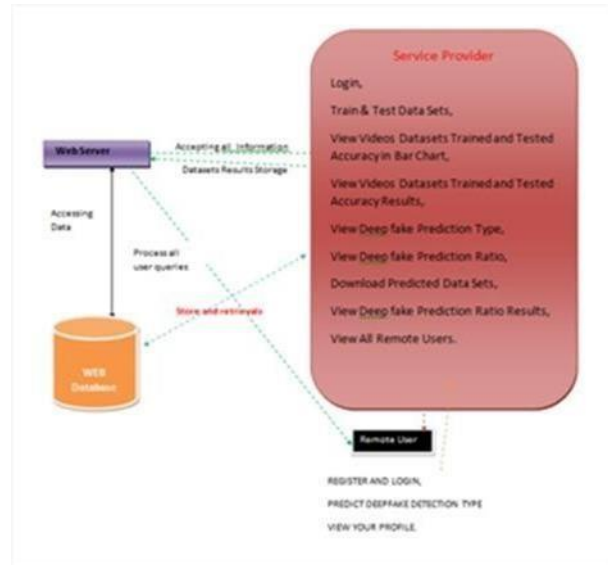 Service Provider
Login,
Train & Test Data Sets,
View Videos Datasets Trained and Tested
Accuracy in Bar Chart,
View Videos Datasets Trained and Tested
Accuracy Results,
View Deep fake Prediction Type,
View Deep fake Prediction Ratio,
Download Predicted Data Sets,
View Deep fake Prediction Ratio Results,
View All Remote Users.
WebServer
Accepting all Information
Datasets Results Storage
Accessing
Data
Process all
user queries
Store and retrievals
WEB
Database
Remote User
REGISTER AND LOGIN,
PREDICT DEEPFAKE DETECTION TYPE
VIEW YOUR PROFILE.